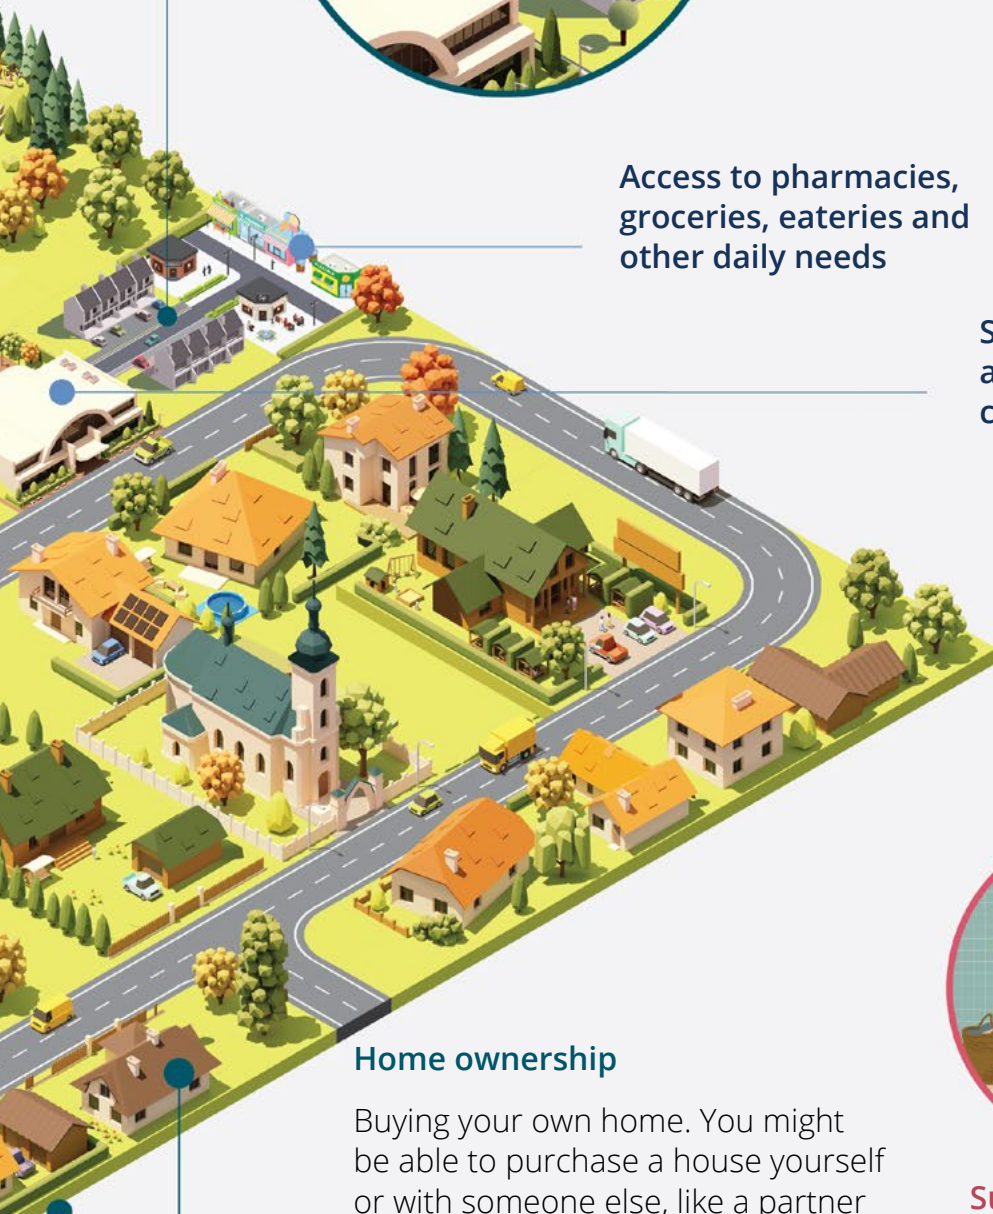 Access to pharmacies,
groceries, eateries and
other daily needs
Home ownership
Buying your own home. You might
be able to purchase a house yourself
or with someone else, like a partner